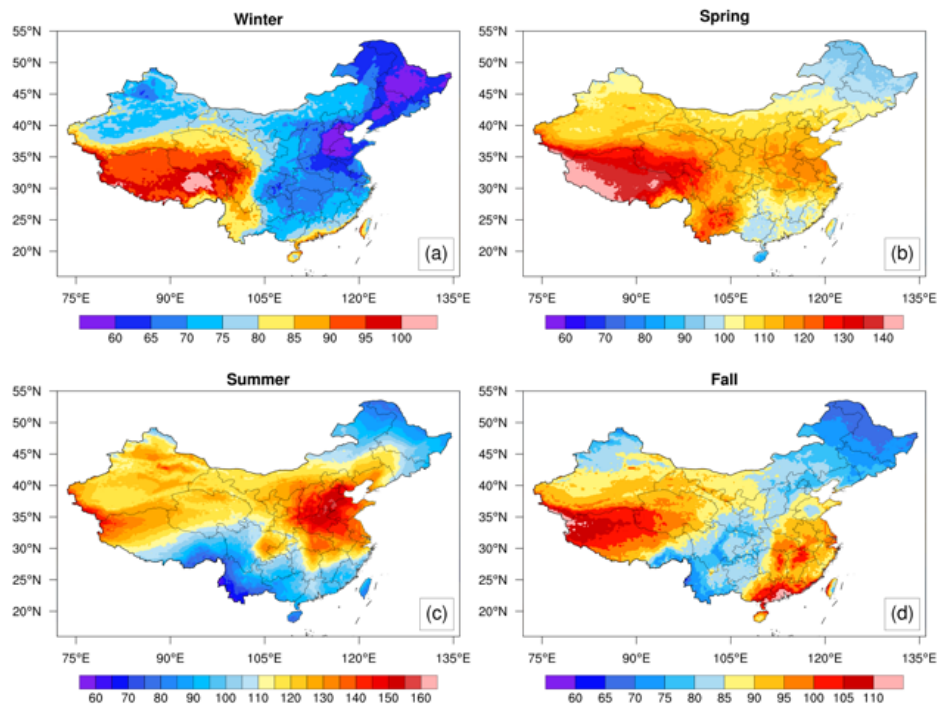 Winter
Spring
55°N
50°N
45°N
40°N
35°N
30°N
25°N
20°N
(a)
75°E 90°E 105°E 120°E 135°E
60 65 70 75 80 85 90 95 100
55°N
50°N
45°N
40°N
35°N
30°N
25°N
20°N
(b)
75°E 90°E 105°E 120°E 135°E
60 70 80 90 100 110 120 130 140
Summer
Fall
55°N
50°N
45°N
40°N
35°N
30°N
25°N
20°N
(c)
75°E 90°E 105°E 120°E 135°E
60 70 80 90 100 110 120 130 140 150 160
55°N
50°N
45°N
40°N
35°N
30°N
25°N
20°N
(d)
75°E 90°E 105°E 120°E 135°E
60 65 70 75 80 85 90 95 100 105 110